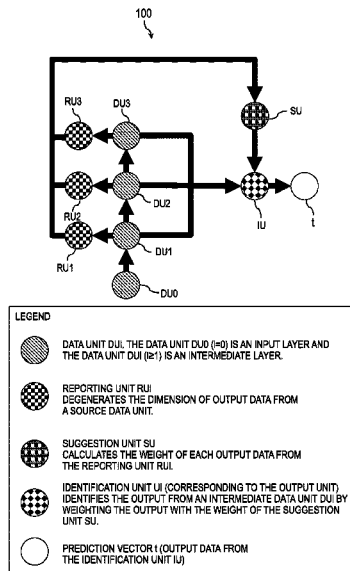 100
RU3
DU3
SU
RU2
DU2
IU
t
RU1
DU1
DU0
LEGEND
DATA UNIT DUI, THE DATA UNIT DU0 (i=0) IS AN INPUT LAYER AND
THE DATA UNIT DUI (i≥1) IS AN INTERMEDIATE LAYER.
REPORTING UNIT RUI
DEGENERATES THE DIMENSION OF OUTPUT DATA FROM
A SOURCE DATA UNIT.
SUGGESTION UNIT SU
CALCULATES THE WEIGHT OF EACH OUTPUT DATA FROM
THE REPORTING UNIT RUI.
IDENTIFICATION UNIT UI (CORRESPONDING TO THE OUTPUT UNIT)
IDENTIFIES THE OUTPUT FROM AN INTERMEDIATE DATA UNIT DUI BY
WEIGHTING THE OUTPUT WITH THE WEIGHT OF THE SUGGESTION
UNIT SU.
PREDICTION VECTOR t (OUTPUT DATA FROM
THE IDENTIFICATION UNIT IU)